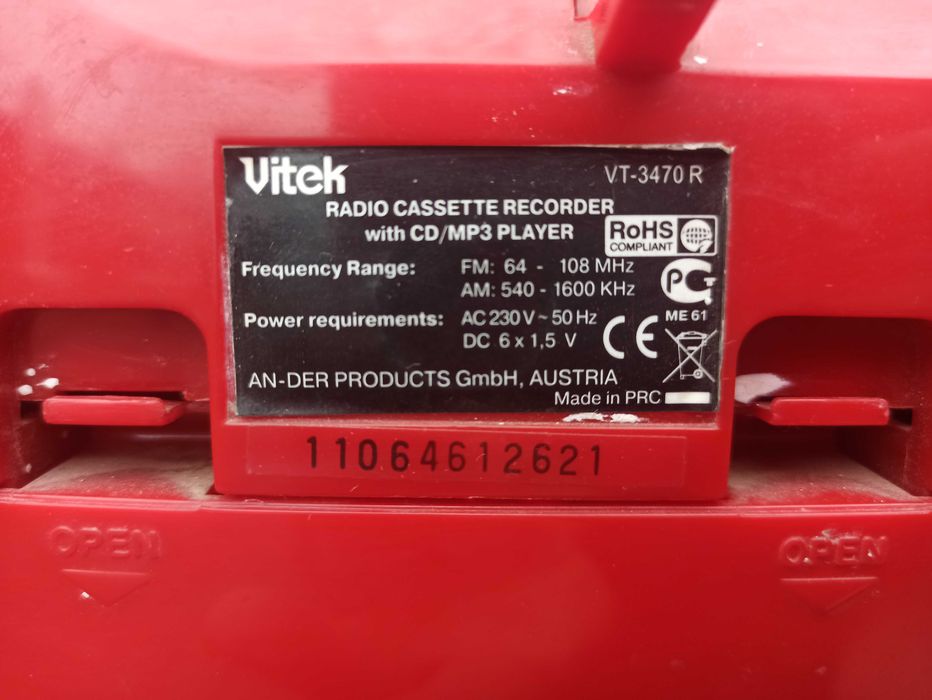 Vitek
VT-3470 R
RADIO CASSETTE RECORDER
with CD/MP3 PLAYER
RoHS
COMPLIANT
Frequency Range: FM: 64 - 108 MHz
AM: 540 - 1600 KHz
Power requirements: AC 230 V ~ 50 Hz
DC 6 x 1,5 V
РСТ
ME 61
CE
AN-DER PRODUCTS GmbH, AUSTRIA
Made in PRC
11064612621
OPEN
OPEN